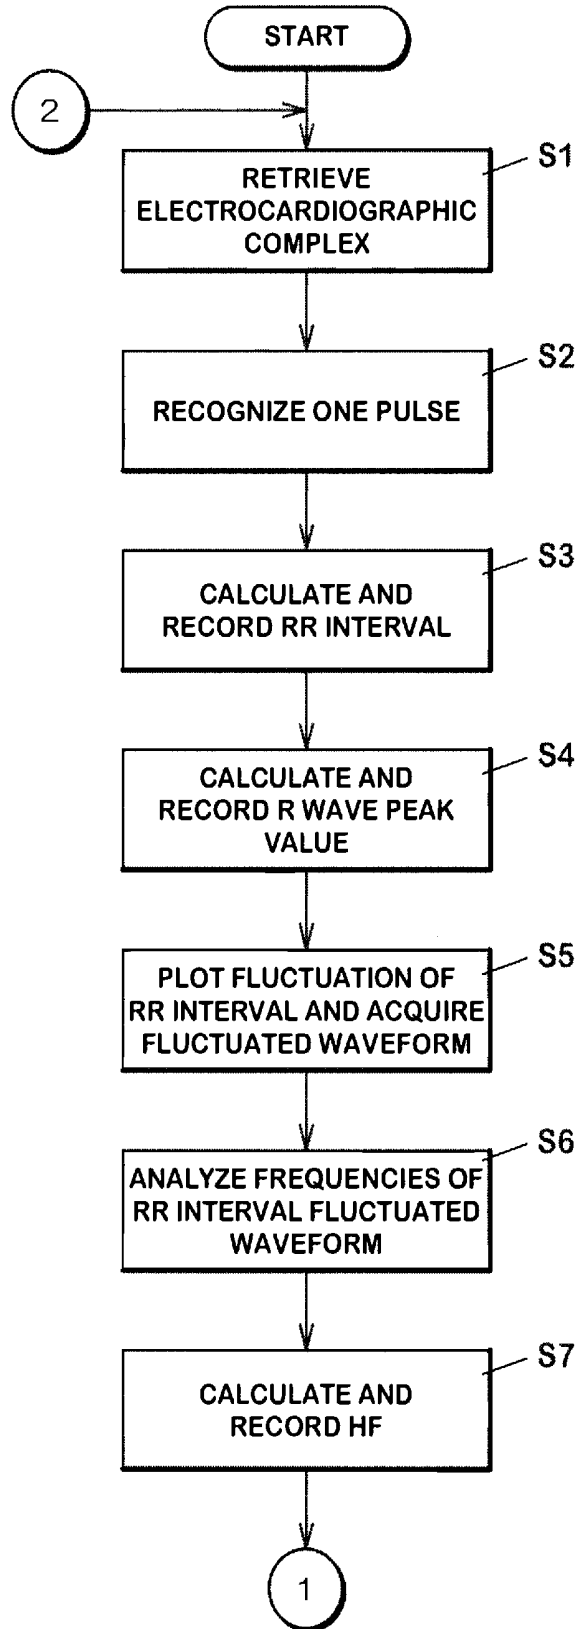 START
2
S1
RETRIEVE
ELECTROCARDIOGRAPHIC
COMPLEX
S2
RECOGNIZE ONE PULSE
S3
CALCULATE AND
RECORD RR INTERVAL
S4
CALCULATE AND
RECORD R WAVE PEAK
VALUE
S5
PLOT FLUCTUATION OF
RR INTERVAL AND ACQUIRE
FLUCTUATED WAVEFORM
S6
ANALYZE FREQUENCIES OF
RR INTERVAL FLUCTUATED
WAVEFORM
S7
CALCULATE AND
RECORD HF
1